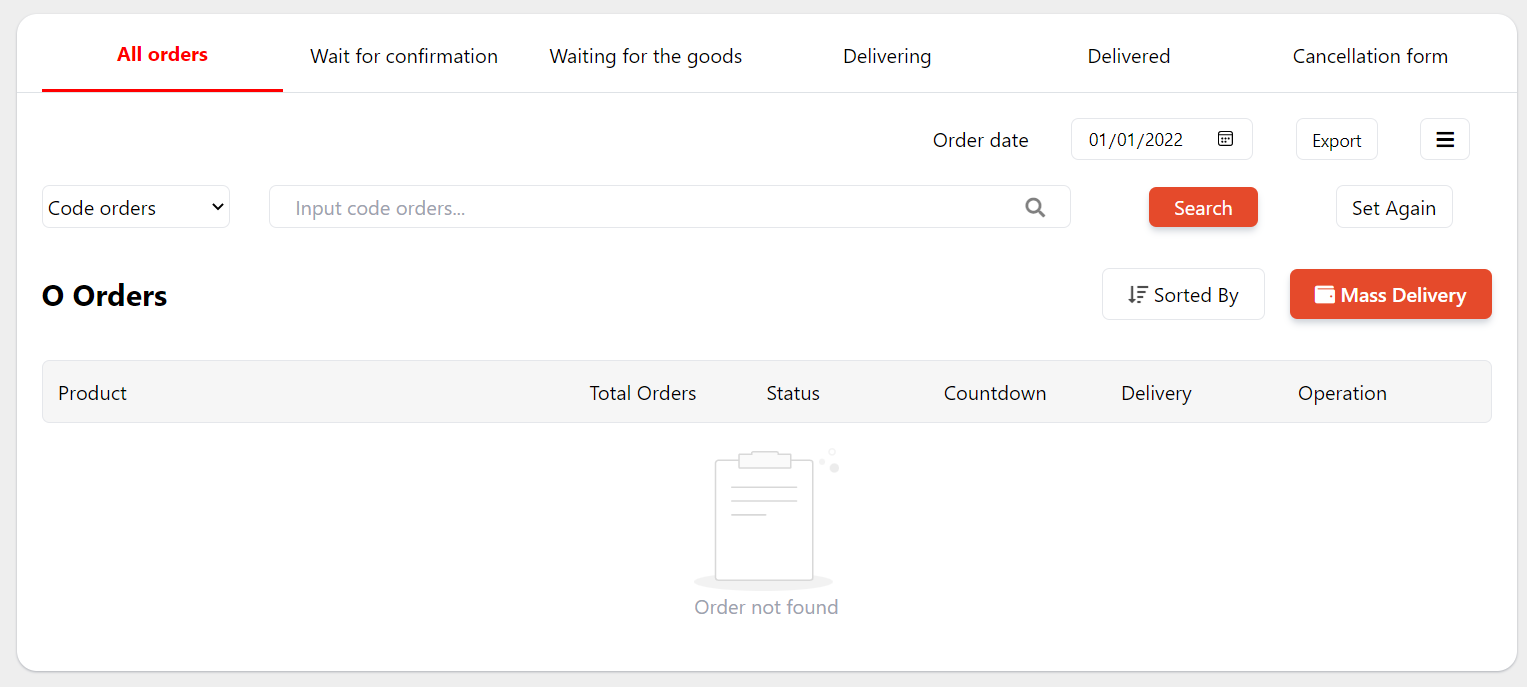 All orders Wait for confirmation Waiting for the goods Delivering Delivered Cancellation form
Order date 01/01/2022 Export
Code orders Input code orders... Search Set Again
O Orders Sorted By Mass Delivery
Product Total Orders Status Countdown Delivery Operation
Order not found